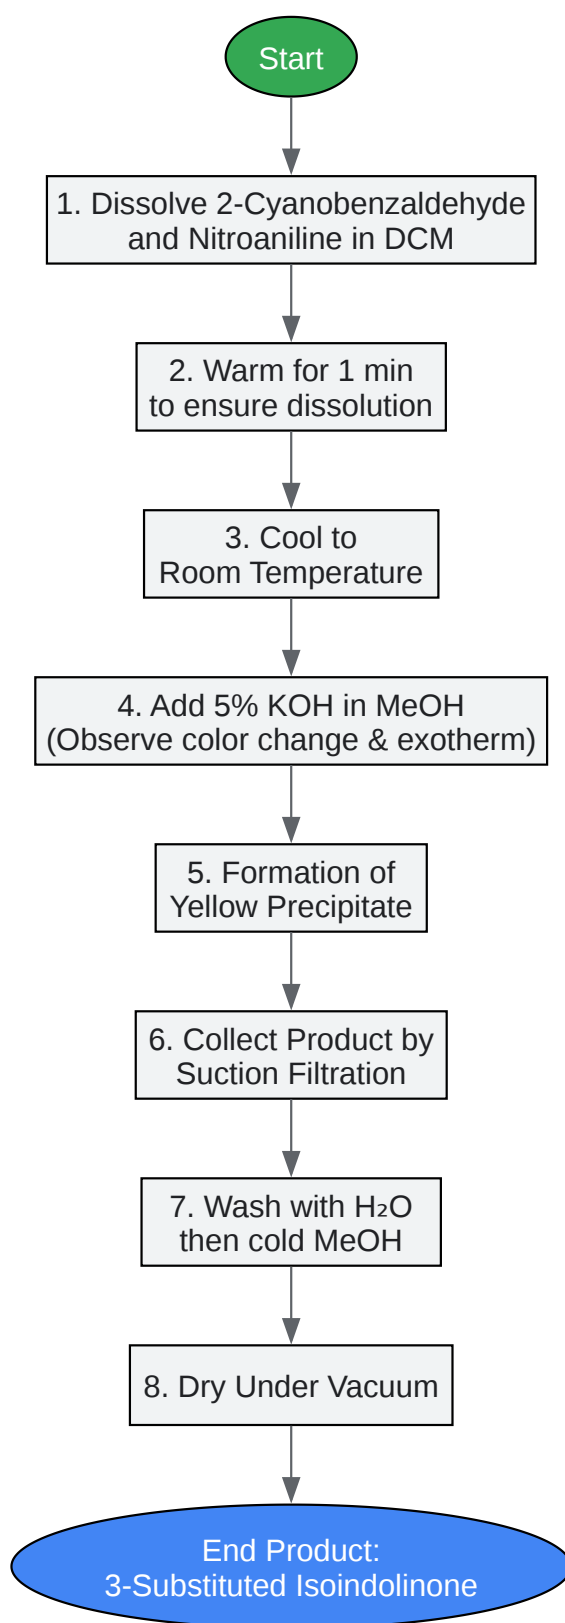 Start
1. Dissolve 2-Cyanobenzaldehyde
and Nitroaniline in DCM
2. Warm for 1 min
to ensure dissolution
3. Cool to
Room Temperature
4. Add 5% KOH in MeOH
(Observe color change & exotherm)
5. Formation of
Yellow Precipitate
6. Collect Product by
Suction Filtration
7. Wash with H₂O
then cold MeOH
8. Dry Under Vacuum
End Product:
3-Substituted Isoindolinone